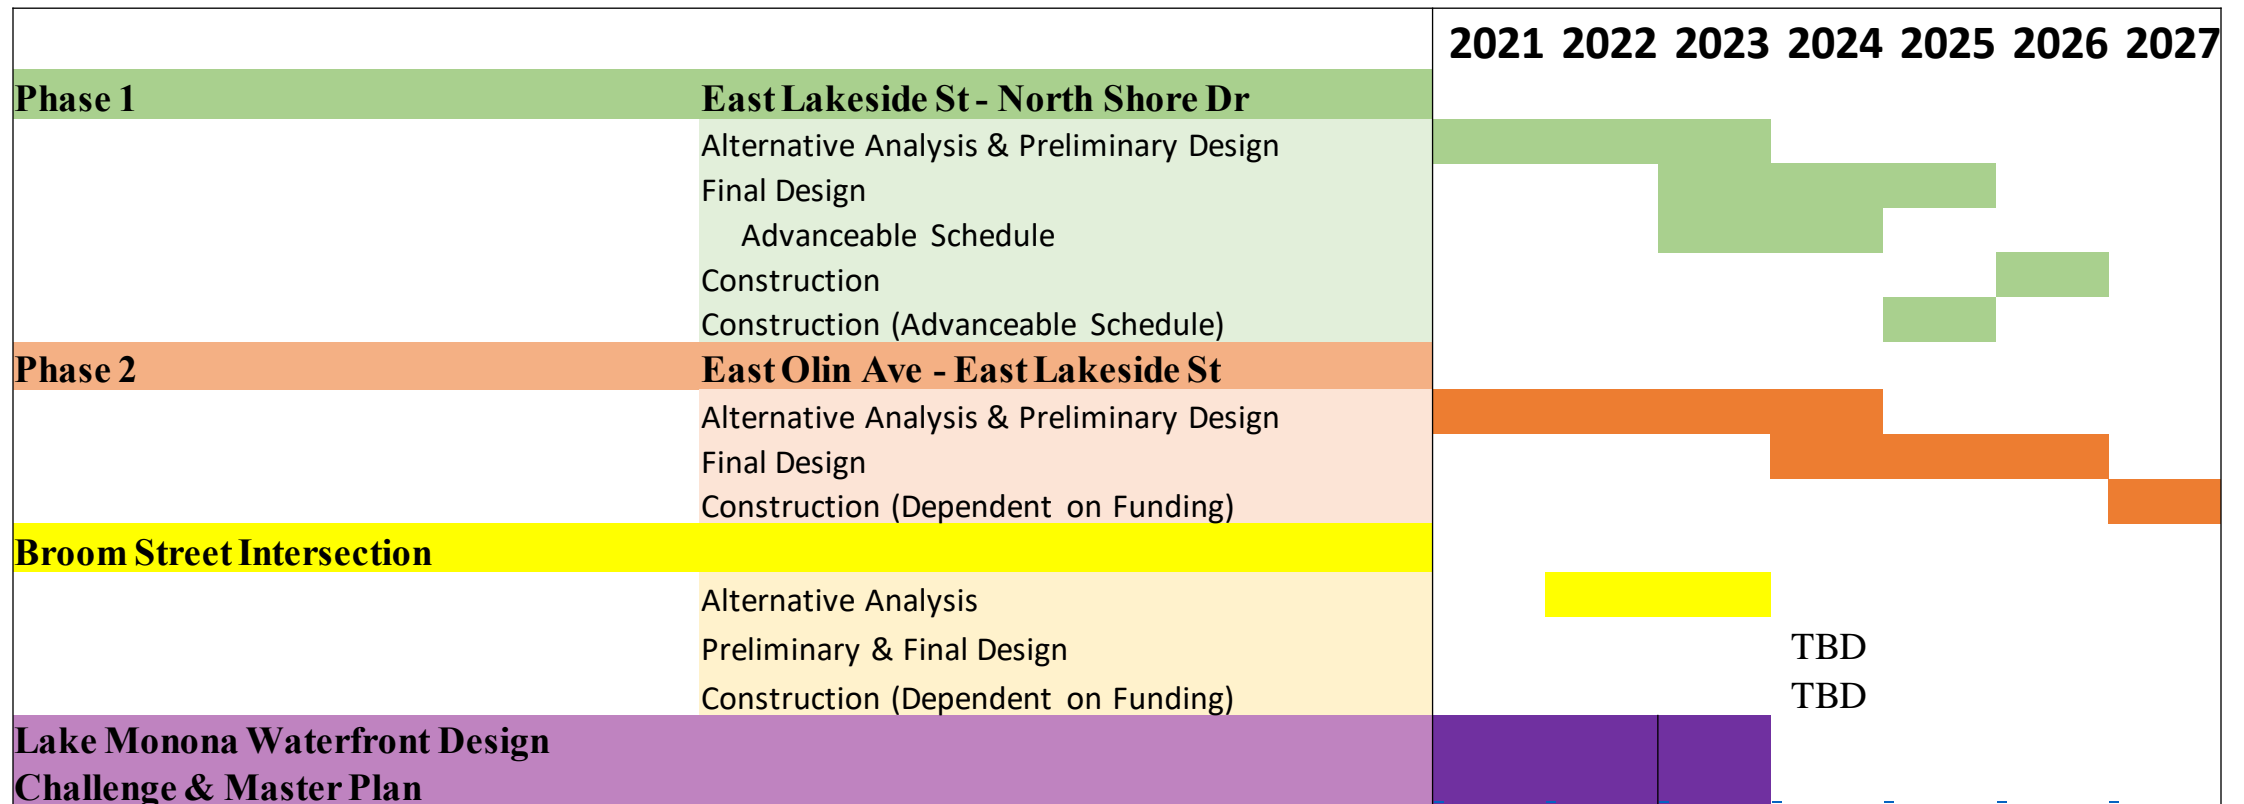 2021 2022 2023 2024 2025 2026 2027
Phase 1 East Lakeside St - North Shore Dr
Alternative Analysis & Preliminary Design
Final Design
Advanceable Schedule
Construction
Construction (Advanceable Schedule)
Phase 2 East Olin Ave - East Lakeside St
Alternative Analysis & Preliminary Design
Final Design
Construction (Dependent on Funding)
Broom Street Intersection
Alternative Analysis
Preliminary & Final Design TBD
Construction (Dependent on Funding) TBD
Lake Monona Waterfront Design
Challenge & Master Plan